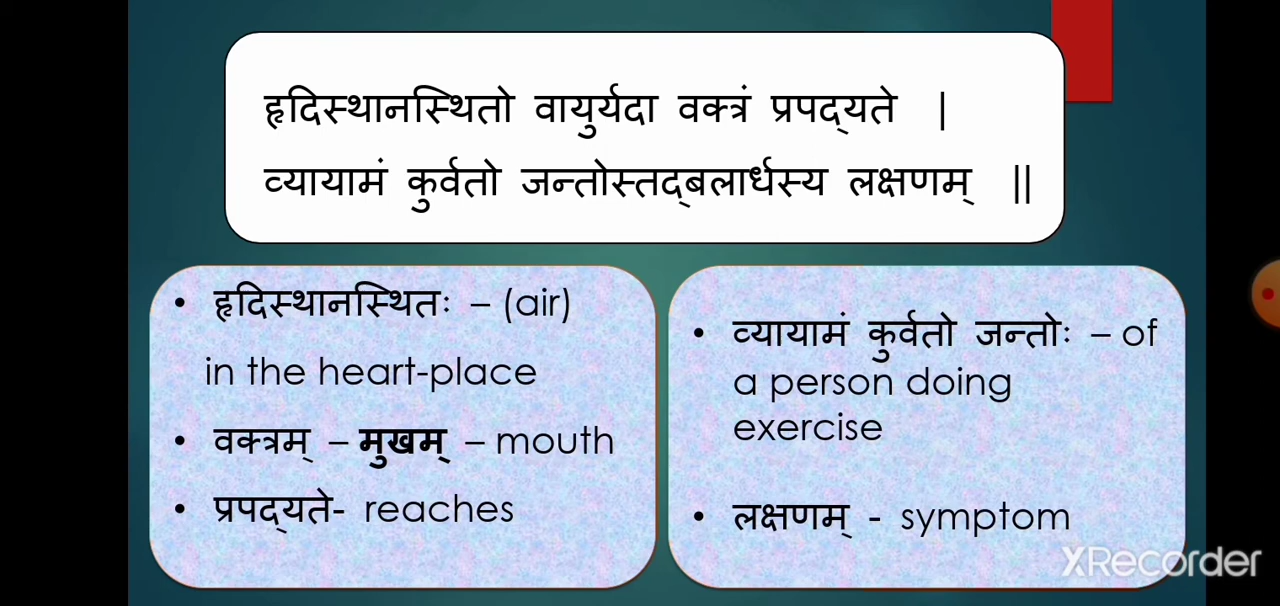 हृदिस्थानस्थितो वायुर्यदा वक्त्रं प्रपद्यते |
व्यायामं कुर्वतो जन्तोस्तद्बलार्धस्य लक्षणम् ||
• हृदिस्थानस्थितः – (air)
in the heart-place
• वक्त्रम् – मुखम् – mouth
• प्रपद्यते- reaches
• व्यायामं कुर्वतो जन्तोः – of
a person doing
exercise
• लक्षणम् - symptom
XRecorder